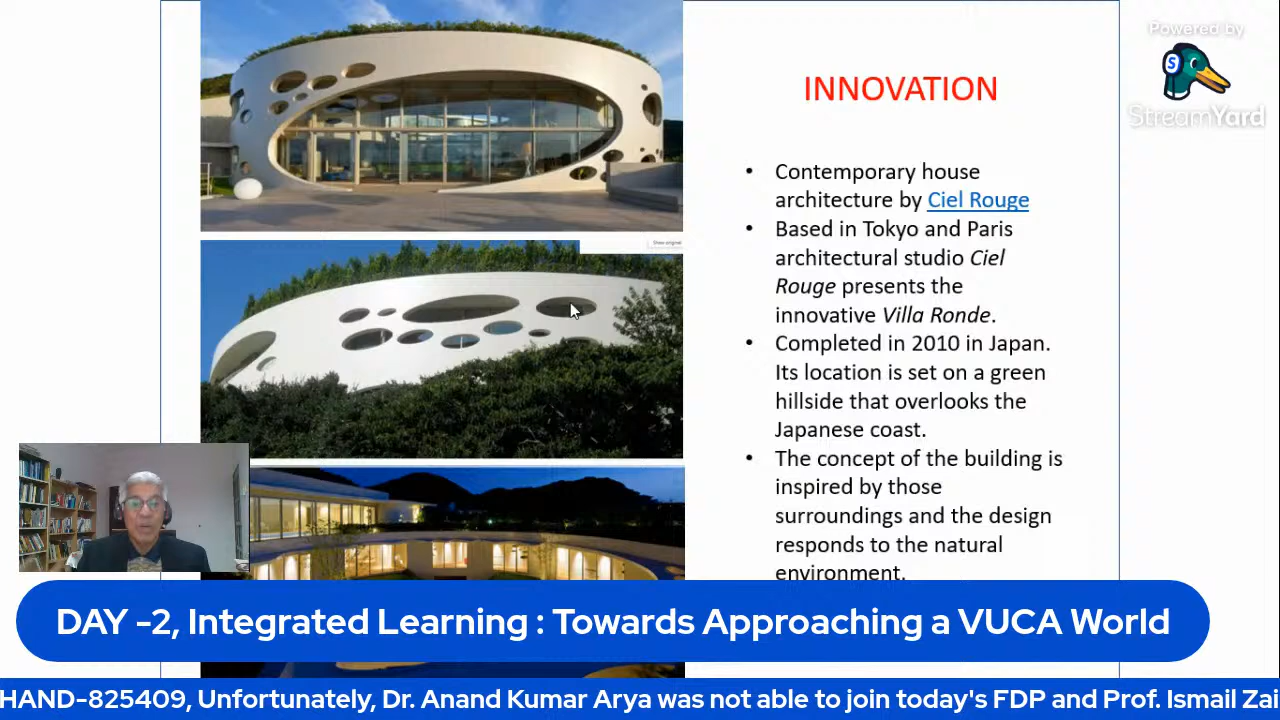 Powered by
StreamYard
INNOVATION
• Contemporary house
architecture by Ciel Rouge
• Based in Tokyo and Paris
architectural studio Ciel
Rouge presents the
innovative Villa Ronde.
• Completed in 2010 in Japan.
Its location is set on a green
hillside that overlooks the
Japanese coast.
• The concept of the building is
inspired by those
surroundings and the design
responds to the natural
environment.
Show original
DAY -2, Integrated Learning : Towards Approaching a VUCA World
HAND-825409, Unfortunately, Dr. Anand Kumar Arya was not able to join today's FDP and Prof. Ismail Zai